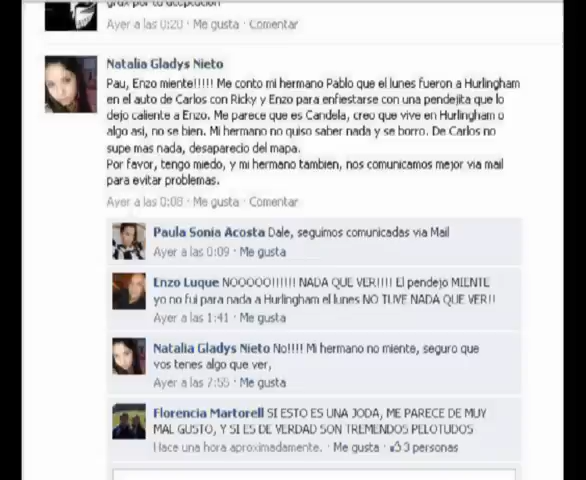 grax por tu aceptacion
Ayer a las 0:20 · Me gusta · Comentar
Natalia Gladys Nieto
Pau, Enzo miente!!!!! Me conto mi hermano Pablo que el lunes fueron a Hurlingham
en el auto de Carlos con Ricky y Enzo para enfiestarse con una pendejita que lo
dejo caliente a Enzo. Me parece que es Candela, creo que vive en Hurlingham o
algo asi, no se bien. Mi hermano no quiso saber nada y se borro. De Carlos no
supe mas nada, desaparecio del mapa.
Por favor, tengo miedo, y mi hermano tambien, nos comunicamos mejor via mail
para evitar problemas.
Ayer a las 0:08 · Me gusta · Comentar
Paula Sonia Acosta Dale, seguimos comunicadas via Mail
Ayer a las 0:09 · Me gusta
Enzo Luque NOOOOO!!!!!!! NADA QUE VER!!!! El pendejo MIENTE
yo no fui para nada a Hurlingham el lunes NO TUVE NADA QUE VER!!
Ayer a las 1:41 · Me gusta
Natalia Gladys Nieto No!!!! Mi hermano no miente, seguro que
vos tenes algo que ver,
Ayer a las 7:55 · Me gusta
Florencia Martorell SI ESTO ES UNA JODA, ME PARECE DE MUY
MAL GUSTO, Y SI ES DE VERDAD SON TREMENDOS PELOTUDOS
Hace una hora aproximadamente. · Me gusta · 3 personas